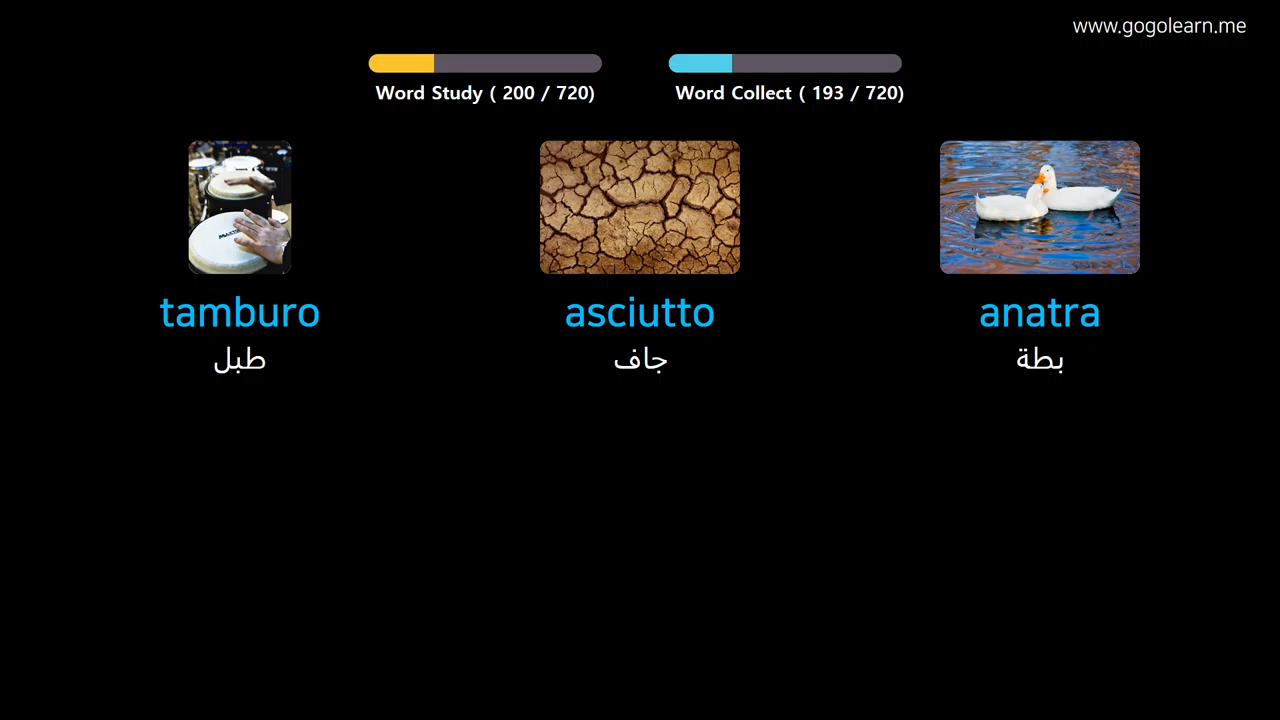 www.gogolearn.me
Word Study ( 200 / 720)
Word Collect ( 193 / 720)
tamburo
asciutto
anatra
طبل
جاف
بطة